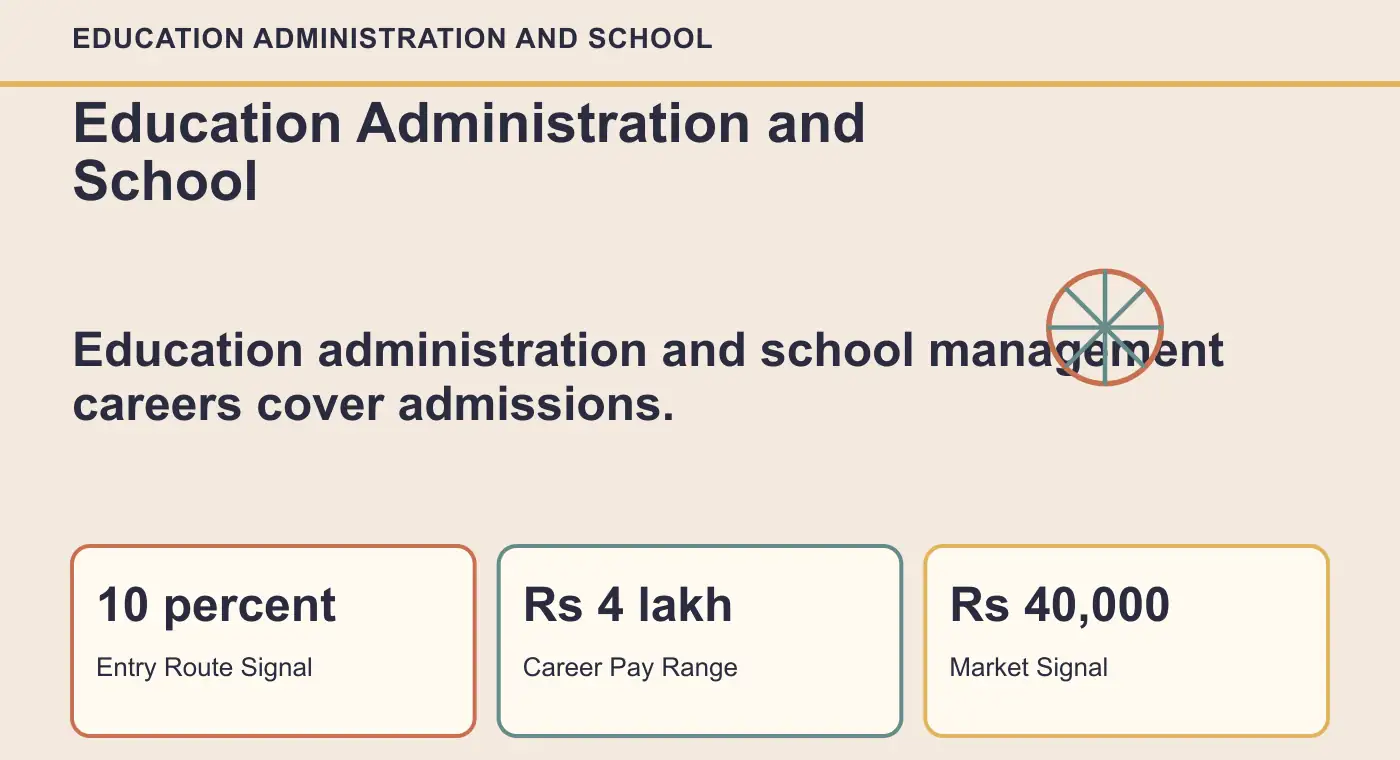 EDUCATION ADMINISTRATION AND SCHOOL
Education Administration and
School
Education administration and school management
careers cover admissions.
10 percent
Entry Route Signal
Rs 4 lakh
Career Pay Range
Rs 40,000
Market Signal